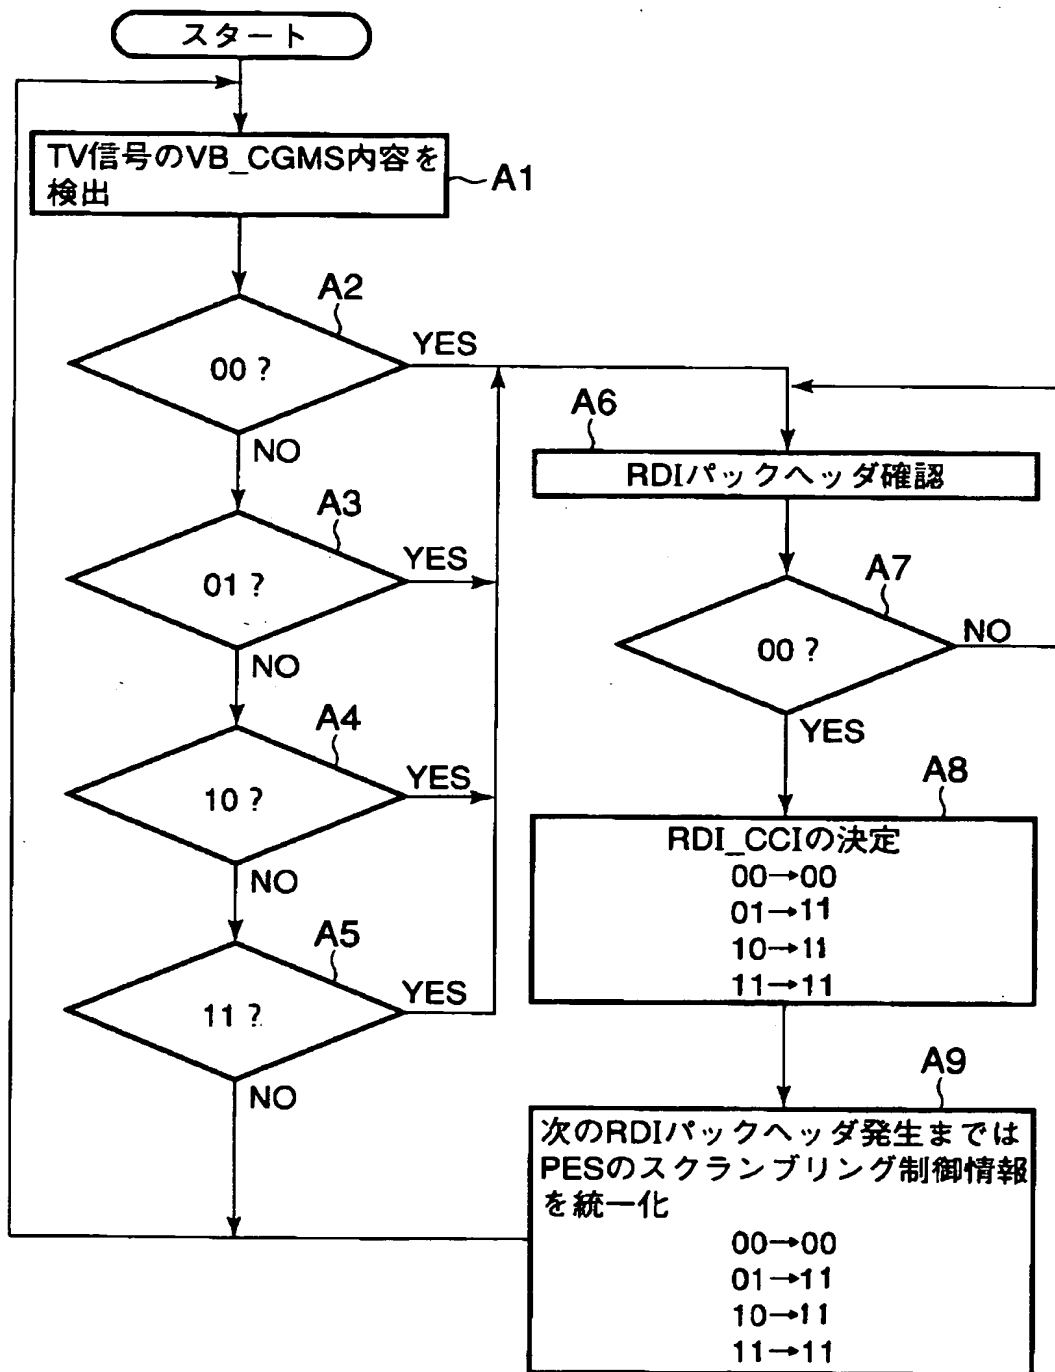 スタート
TV信号のVB_CGMS内容を
検出
A1
A2
00 ?
YES
NO
A3
01 ?
YES
NO
A4
10 ?
YES
NO
A5
11 ?
YES
NO
A6
RDIパックヘッダ確認
A7
00 ?
NO
YES
A8
RDI_CCIの決定
00→00
01→11
10→11
11→11
A9
次のRDIパックヘッダ発生までは
PESのスクランブリング制御情報
を統一化
00→00
01→11
10→11
11→11